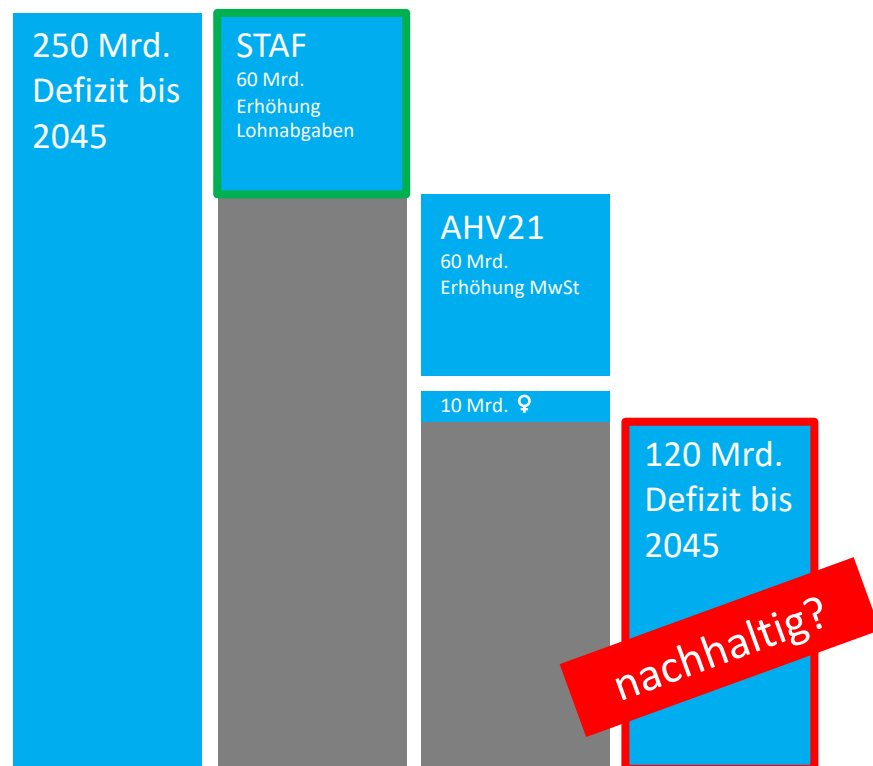 250 Mrd.
Defizit bis
2045
STAF
60 Mrd.
Erhöhung
Lohnabgaben
AHV21
60 Mrd.
Erhöhung MwSt
10 Mrd. ♀
120 Mrd.
Defizit bis
2045
nachhaltig?